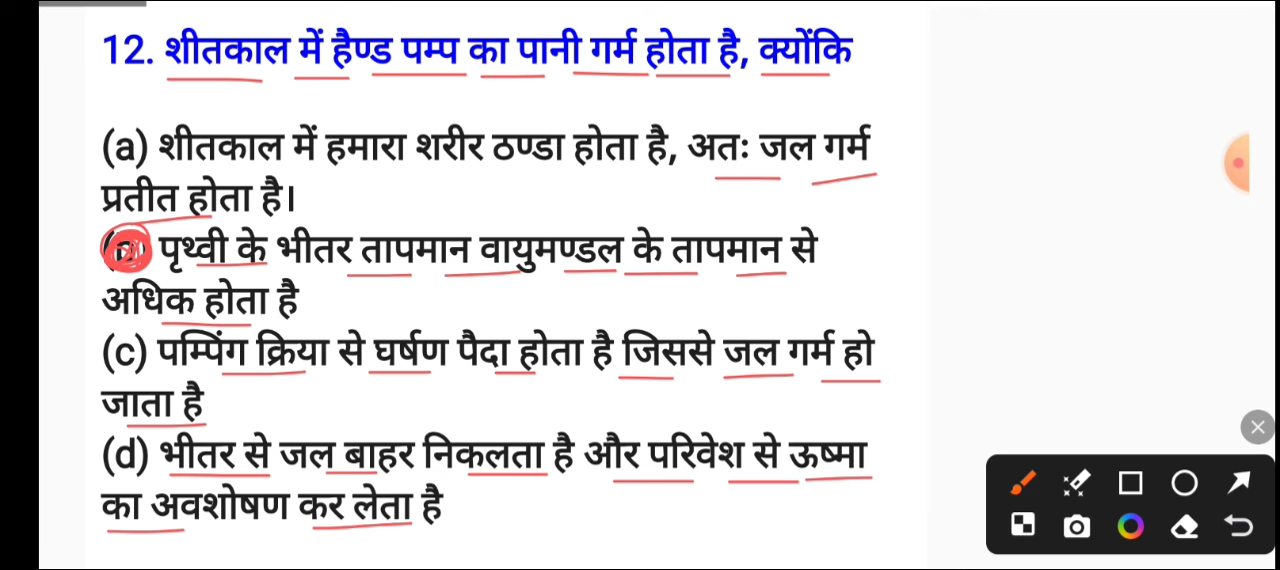 12. शीतकाल में हैण्ड पम्प का पानी गर्म होता है, क्योंकि
(a) शीतकाल में हमारा शरीर ठण्डा होता है, अतः जल गर्म
प्रतीत होता है।
पृथ्वी के भीतर तापमान वायुमण्डल के तापमान से
अधिक होता है
(c) पम्पिंग क्रिया से घर्षण पैदा होता है जिससे जल गर्म हो
जाता है
(d) भीतर से जल बाहर निकलता है और परिवेश से ऊष्मा
का अवशोषण कर लेता है